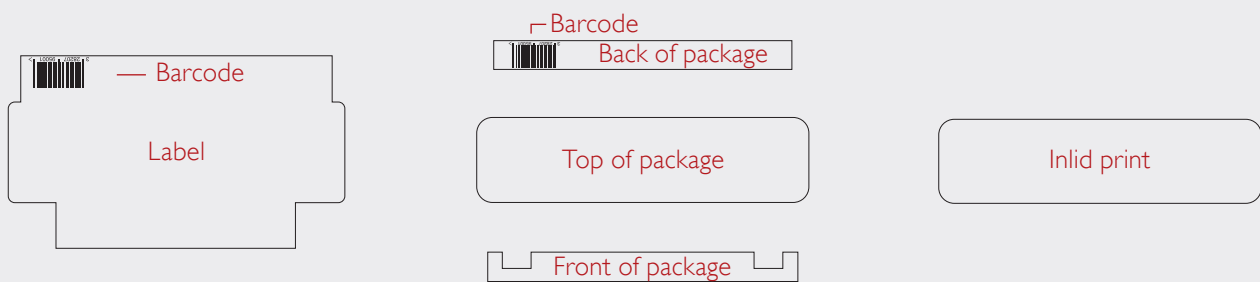 Barcode
Barcode
Back of package
Label
Top of package
Inlid print
Front of package